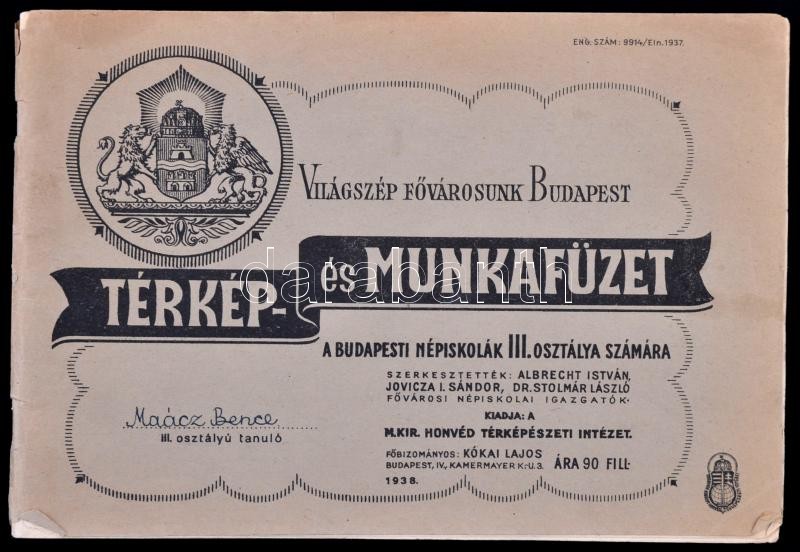 ENG. SZÁM: 9914/Eln. 1937.
VILÁGSZÉP FŐVÁROSUNK BUDAPEST
TÉRKÉP- és MUNKAFÜZET
darabanth
A BUDAPESTI NÉPISKOLÁK III. OSZTÁLYA SZÁMÁRA
SZERKESZTETTÉK: ALBRECHT ISTVÁN,
JOVICZA I. SÁNDOR, DR. STOLMÁR LÁSZLÓ
FŐVÁROSI NÉPISKOLAI IGAZGATÓK.
KIADJA: A
M. KIR. HONVÉD TÉRKÉPÉSZETI INTÉZET.
FŐBIZOMÁNYOS: KÓKAI LAJOS
BUDAPEST, IV., KAMERMAYER K.-U. 3. ÁRA 90 FILL.
1938.
Maácz Bence
III. osztályú tanuló